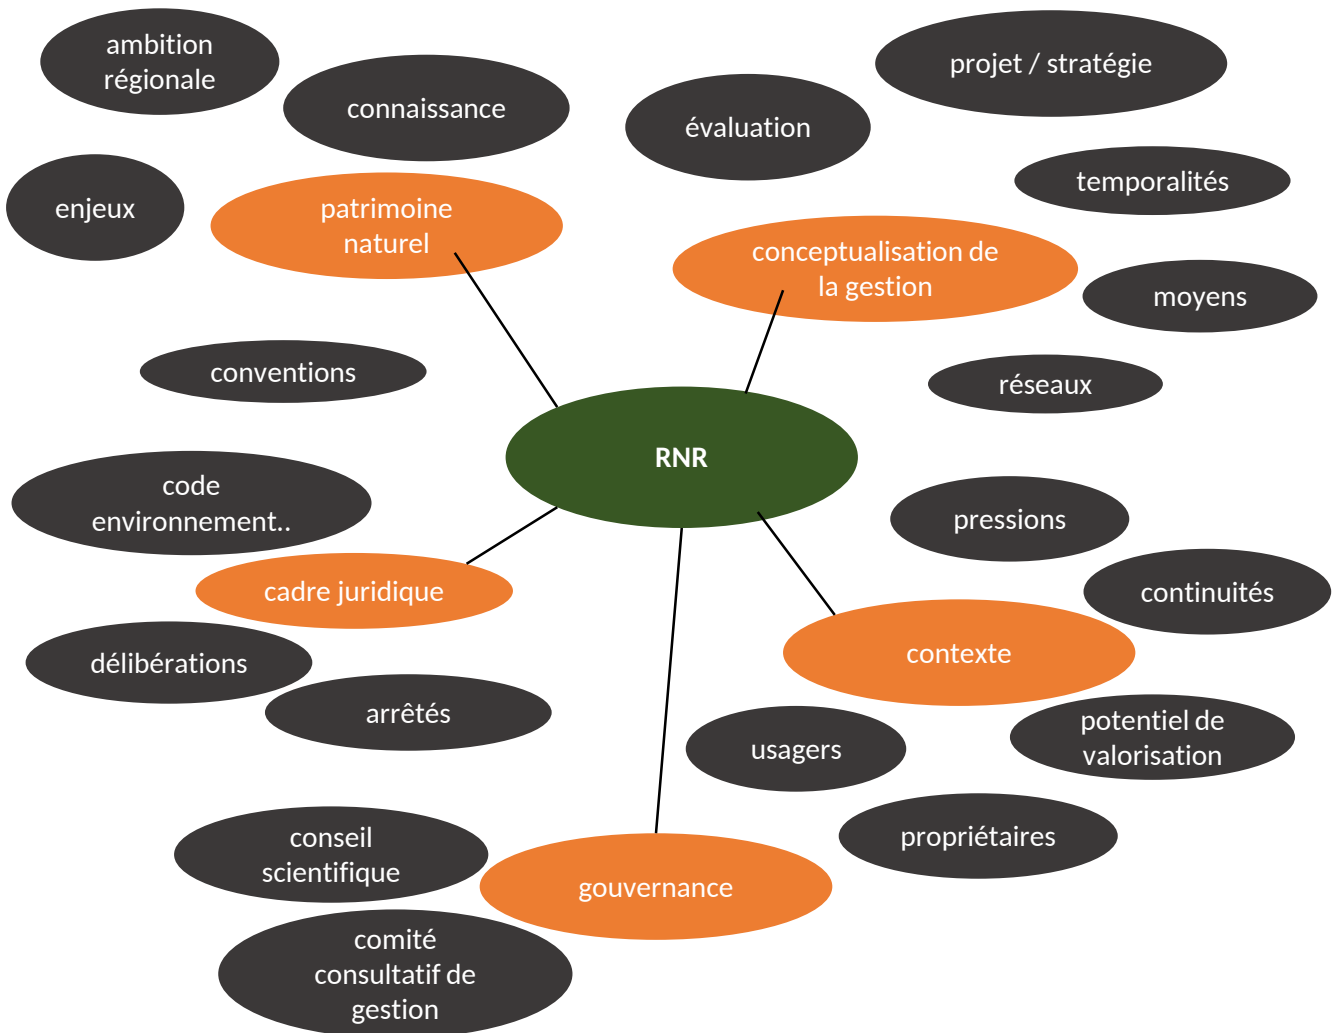 ambition
régionale
connaissance
enjeux
patrimoine
naturel
projet / stratégie
évaluation
temporalités
conceptualisation de
la gestion
moyens
réseaux
conventions
RNR
code
environnement..
cadre juridique
délibérations
arrêtés
pressions
continuités
contexte
usagers
potentiel de
valorisation
propriétaires
conseil
scientifique
gouvernance
comité
consultatif de
gestion